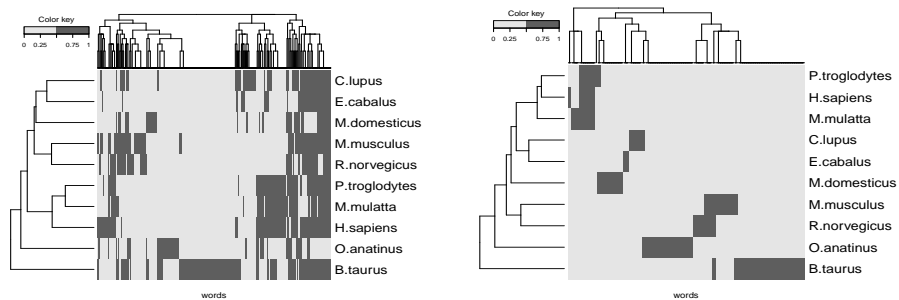 Color key
0 0.25 0.75 1
C.lupus
E.cabalus
M.domesticus
M.musculus
R.norvegicus
P.troglodytes
M.mulatta
H.sapiens
O.anatinus
B.taurus
words
Color key
0 0.25 0.75 1
P.troglodytes
H.sapiens
M.mulatta
C.lupus
E.cabalus
M.domesticus
M.musculus
R.norvegicus
O.anatinus
B.taurus
words